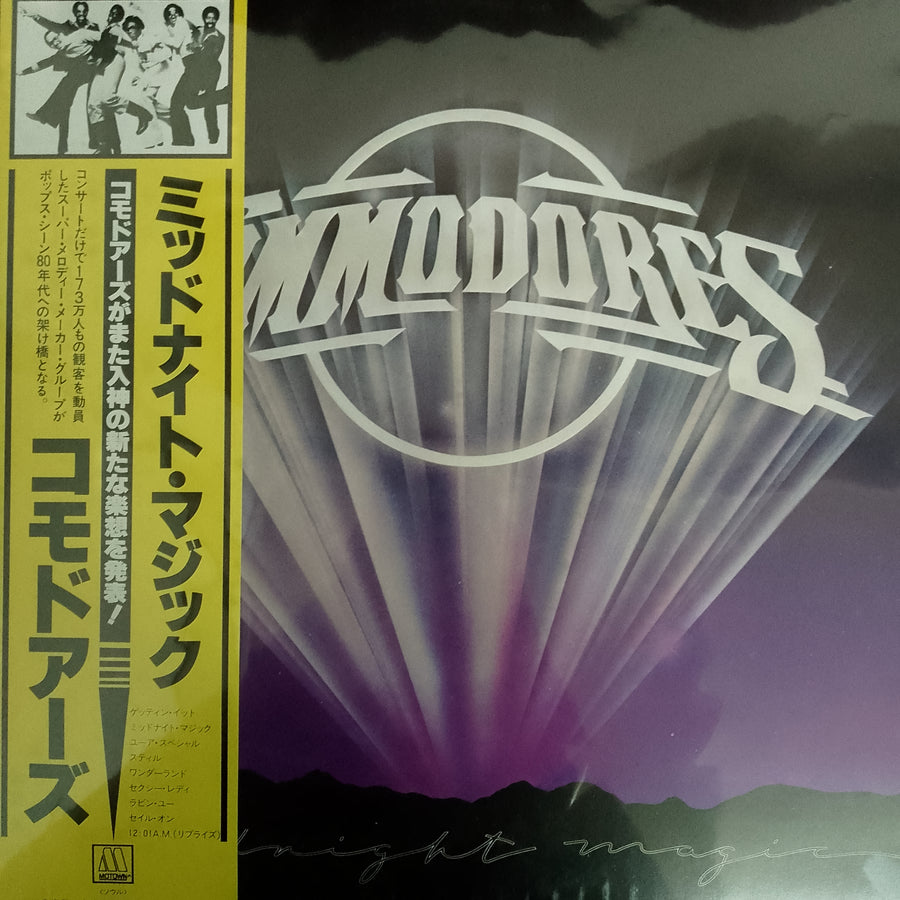 ミッドナイト・マジック
コモドアーズがまた入神の新たな楽想を発表!
コンサートだけで173万人もの観客を動員
したスーパー・メロディー・メーカー・グループが
ポップス・シーン80年代への架け橋となる。
コモドアーズ
ゲッティン・イット
ミッドナイト・マジック
ユーア・スペシャル
スティル
ワンダーランド
セクシー・レディ
ラビン・ユー
セイル・オン
12:01A.M.(リプライズ)
MOTOWN
(ソウル)
MMODORES
night magic